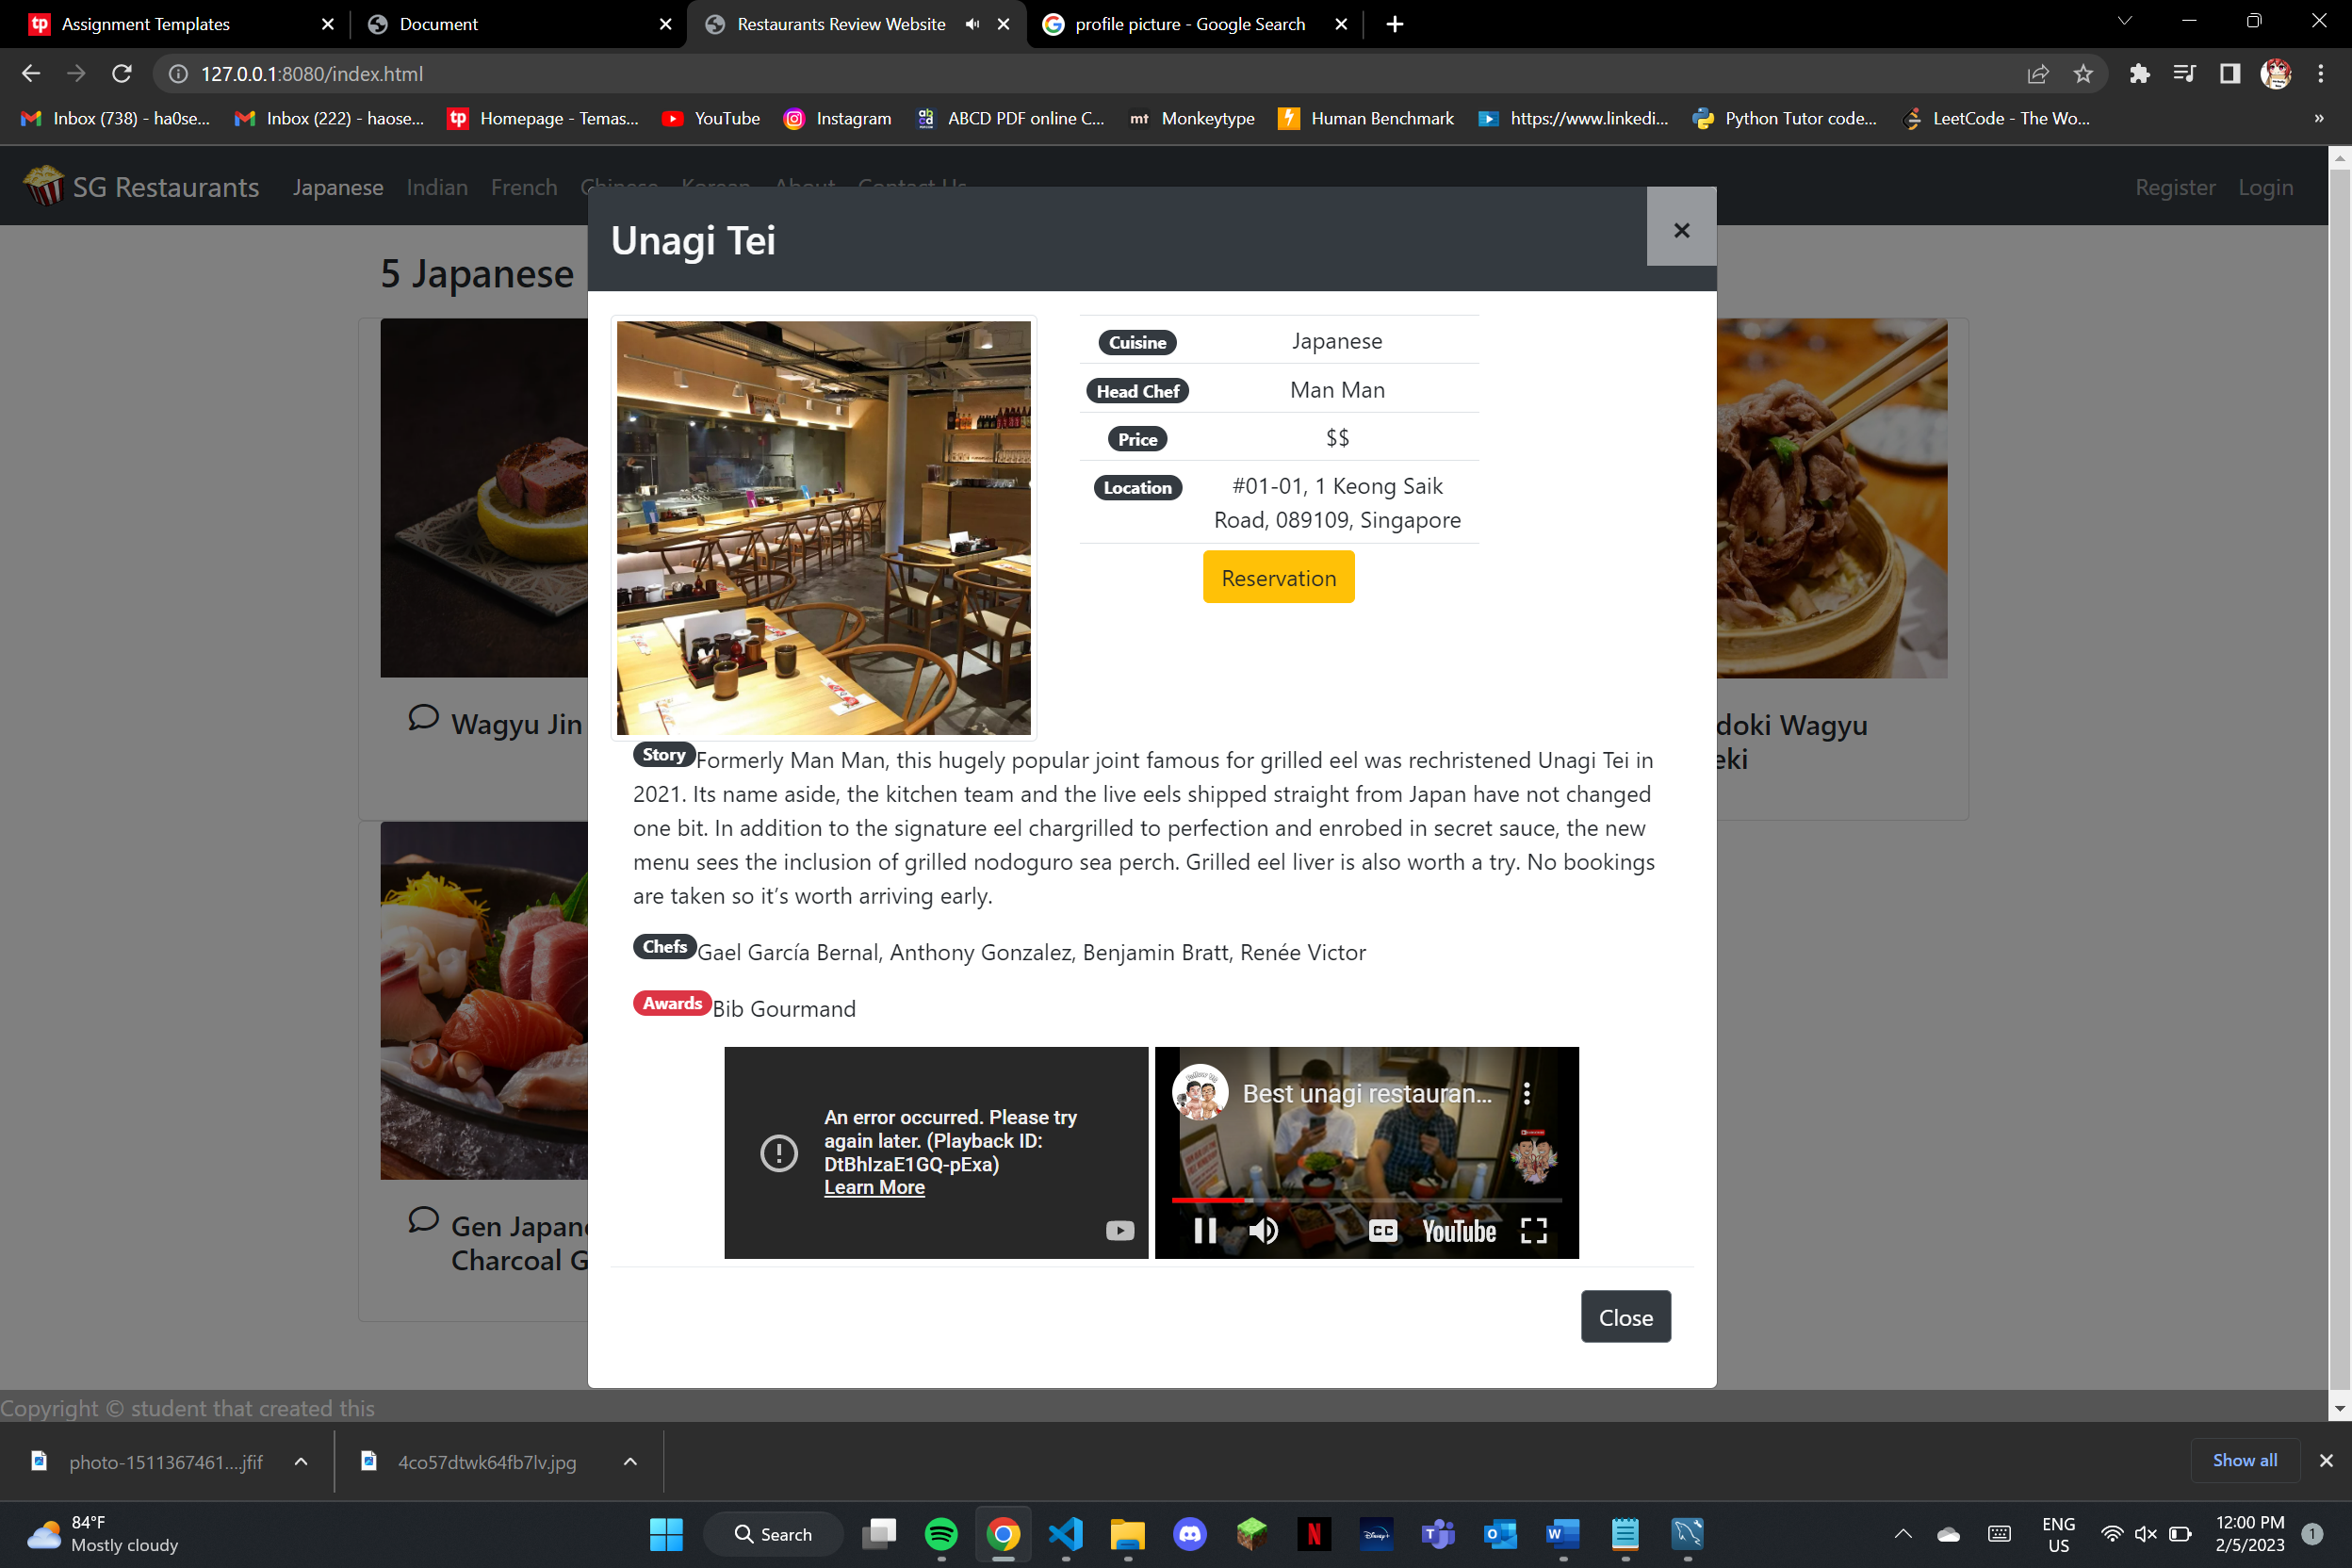 Assignment Templates
Document
Restaurants Review Website
profile picture - Google Search
127.0.0.1:8080/index.html
Inbox (738) - ha0se...
Inbox (222) - haose...
tp
Homepage - Temas...
YouTube
Instagram
ABCD PDF online C...
mt
Monkeytype
Human Benchmark
https://www.linkedi...
Python Tutor code...
LeetCode - The Wo...
»
SG Restaurants
Japanese
Indian
French
Chinese
Korean
About
Contact Us
Register
Login
Unagi Tei
×
5 Japanese
Cuisine
Japanese
Head Chef
Man Man
Price
$$
Location
#01-01, 1 Keong Saik
Road, 089109, Singapore
Reservation
Wagyu Jin
doki Wagyu
eki
Story Formerly Man Man, this hugely popular joint famous for grilled eel was rechristened Unagi Tei in
2021. Its name aside, the kitchen team and the live eels shipped straight from Japan have not changed
one bit. In addition to the signature eel chargrilled to perfection and enrobed in secret sauce, the new
menu sees the inclusion of grilled nodoguro sea perch. Grilled eel liver is also worth a try. No bookings
are taken so it’s worth arriving early.
Chefs Gael García Bernal, Anthony Gonzalez, Benjamin Bratt, Renée Victor
Awards Bib Gourmand
An error occurred. Please try
again later. (Playback ID:
DtBhIzaE1GQ-pExa)
Learn More
Best unagi restauran...
CC
YouTube
Gen Japan
Charcoal G
Close
Copyright © student that created this
photo-1511367461....jfif
4co57dtwk64fb7lv.jpg
Show all
84°F
Mostly cloudy
Search
ENG
US
12:00 PM
2/5/2023
1